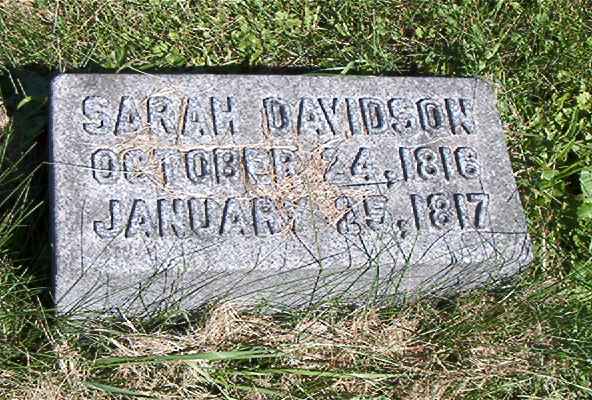 SARAH DAVIDSON
OCTOBER 24, 1816
JANUARY 25, 1817